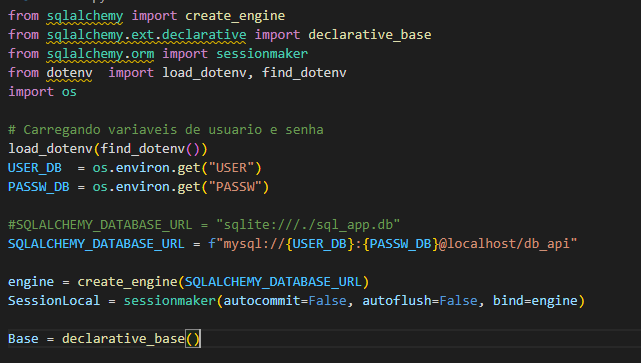 from sqlalchemy import create_engine
from sqlalchemy.ext.declarative import declarative_base
from sqlalchemy.orm import sessionmaker
from dotenv  import load_dotenv, find_dotenv
import os

# Carregando variaveis de usuario e senha
load_dotenv(find_dotenv())
USER_DB  = os.environ.get("USER")
PASSW_DB = os.environ.get("PASSW")

#SQLALCHEMY_DATABASE_URL = "sqlite:///./sql_app.db"
SQLALCHEMY_DATABASE_URL = f"mysql://{USER_DB}:{PASSW_DB}@localhost/db_api"

engine = create_engine(SQLALCHEMY_DATABASE_URL)
SessionLocal = sessionmaker(autocommit=False, autoflush=False, bind=engine)

Base = declarative_base()